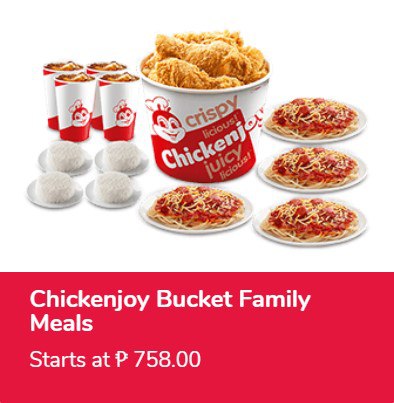 crispy
licious!
Chickenjoy
juicy
licious!
Chickenjoy Bucket Family
Meals
Starts at ₱ 758.00